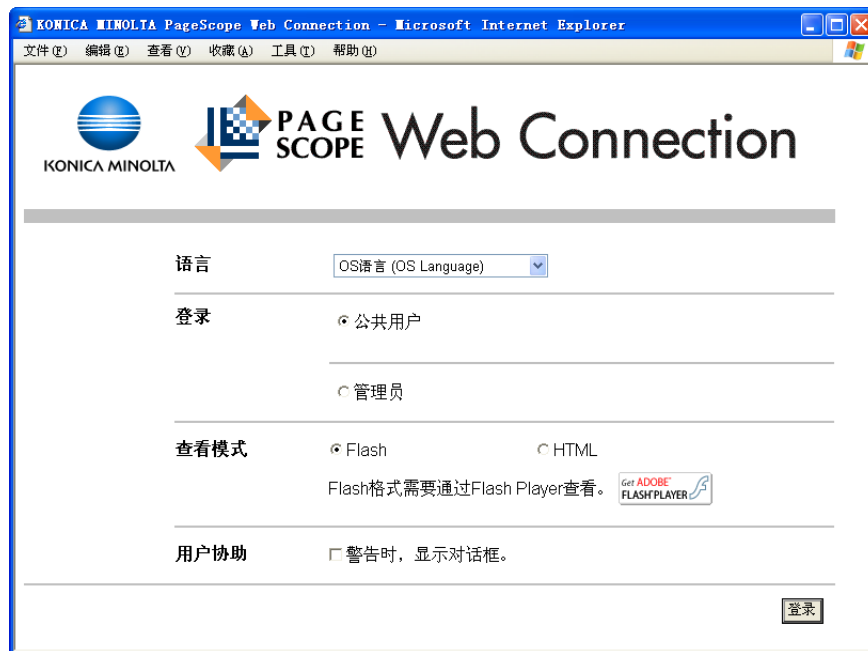 KONICA MINOLTA PageScope Web Connection - Microsoft Internet Explorer
文件(F) 编辑(E) 查看(V) 收藏(A) 工具(T) 帮助(H)
KONICA MINOLTA
PAGE SCOPE Web Connection
语言 OS语言 (OS Language)
登录 公共用户
管理员
查看模式 Flash HTML
Flash格式需要通过Flash Player查看。 Get ADOBE® FLASH® PLAYER
用户协助 警告时，显示对话框。
登录